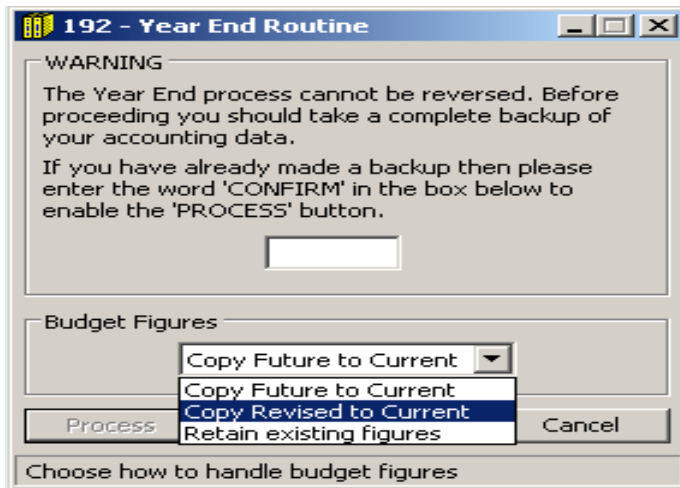 192 - Year End Routine
WARNING
The Year End process cannot be reversed. Before
proceeding you should take a complete backup of
your accounting data.
If you have already made a backup then please
enter the word 'CONFIRM' in the box below to
enable the 'PROCESS' button.
Budget Figures
Copy Future to Current
Copy Future to Current
Copy Revised to Current
Retain existing figures
Process
Cancel
Choose how to handle budget figures